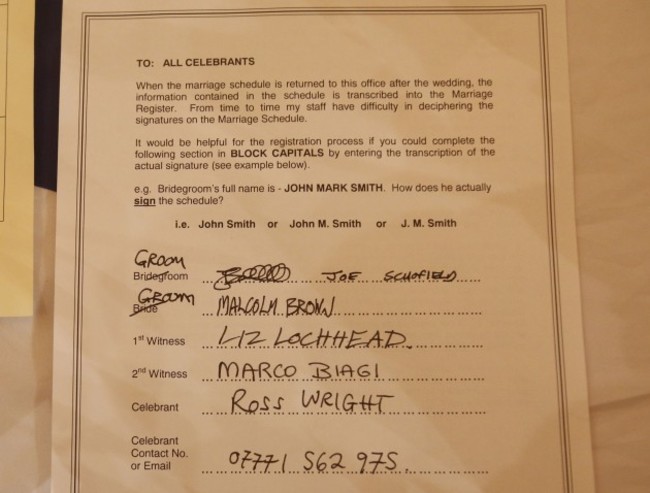 TO: ALL CELEBRANTS
When the marriage schedule is returned to this office after the wedding, the
information contained in the schedule is transcribed into the Marriage
Register. From time to time my staff have difficulty in deciphering the
signatures on the Marriage Schedule.
It would be helpful for the registration process if you could complete the
following section in BLOCK CAPITALS by entering the transcription of the
actual signature (see example below).
e.g. Bridegroom's full name is - JOHN MARK SMITH. How does he actually
sign the schedule?
i.e. John Smith or John M. Smith or J. M. Smith
GROOM
Bridegroom JOE SCHOFIELD
GROOM
Bride MALCOLM BROWN
1st Witness LIZ LOCHHEAD
2nd Witness MARCO BIAGI
Celebrant ROSS WRIGHT
Celebrant
Contact No.
or Email 07771 562 975